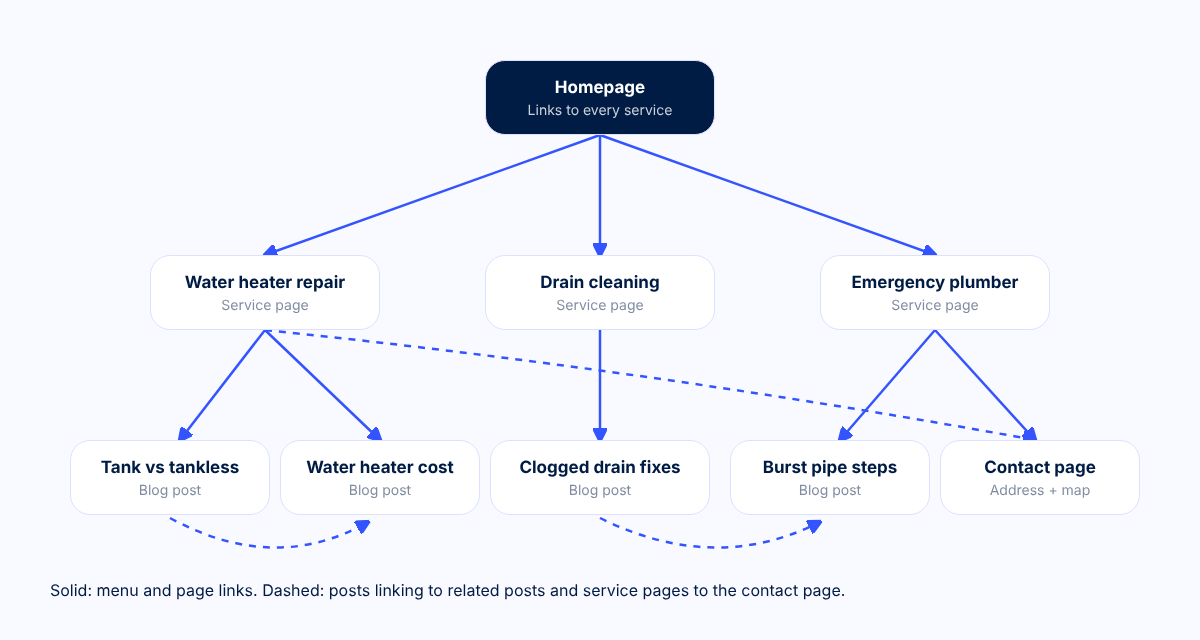 Homepage
Links to every service
Water heater repair
Service page
Drain cleaning
Service page
Emergency plumber
Service page
Tank vs tankless
Blog post
Water heater cost
Blog post
Clogged drain fixes
Blog post
Burst pipe steps
Blog post
Contact page
Address + map
Solid: menu and page links. Dashed: posts linking to related posts and service pages to the contact page.